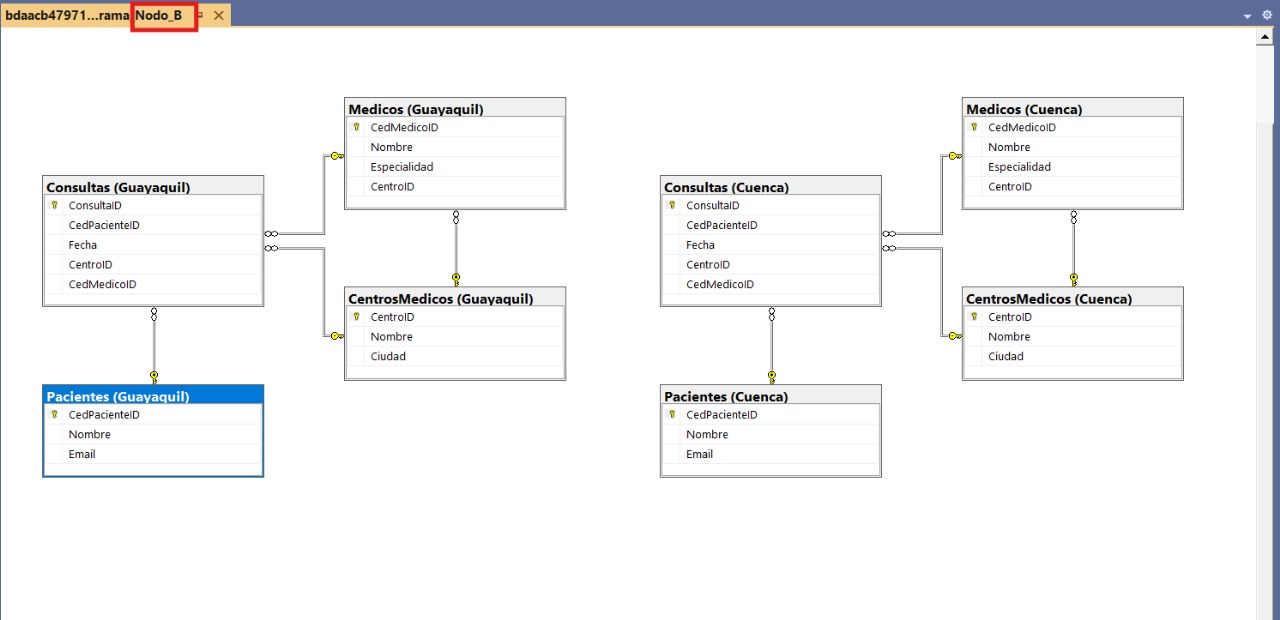 bdaacb47971...rama_Nodo_B
Medicos (Guayaquil)
CedMedicoID
Nombre
Especialidad
CentroID
Consultas (Guayaquil)
ConsultaID
CedPacienteID
Fecha
CentroID
CedMedicoID
CentrosMedicos (Guayaquil)
CentroID
Nombre
Ciudad
Pacientes (Guayaquil)
CedPacienteID
Nombre
Email
Medicos (Cuenca)
CedMedicoID
Nombre
Especialidad
CentroID
Consultas (Cuenca)
ConsultaID
CedPacienteID
Fecha
CentroID
CedMedicoID
CentrosMedicos (Cuenca)
CentroID
Nombre
Ciudad
Pacientes (Cuenca)
CedPacienteID
Nombre
Email